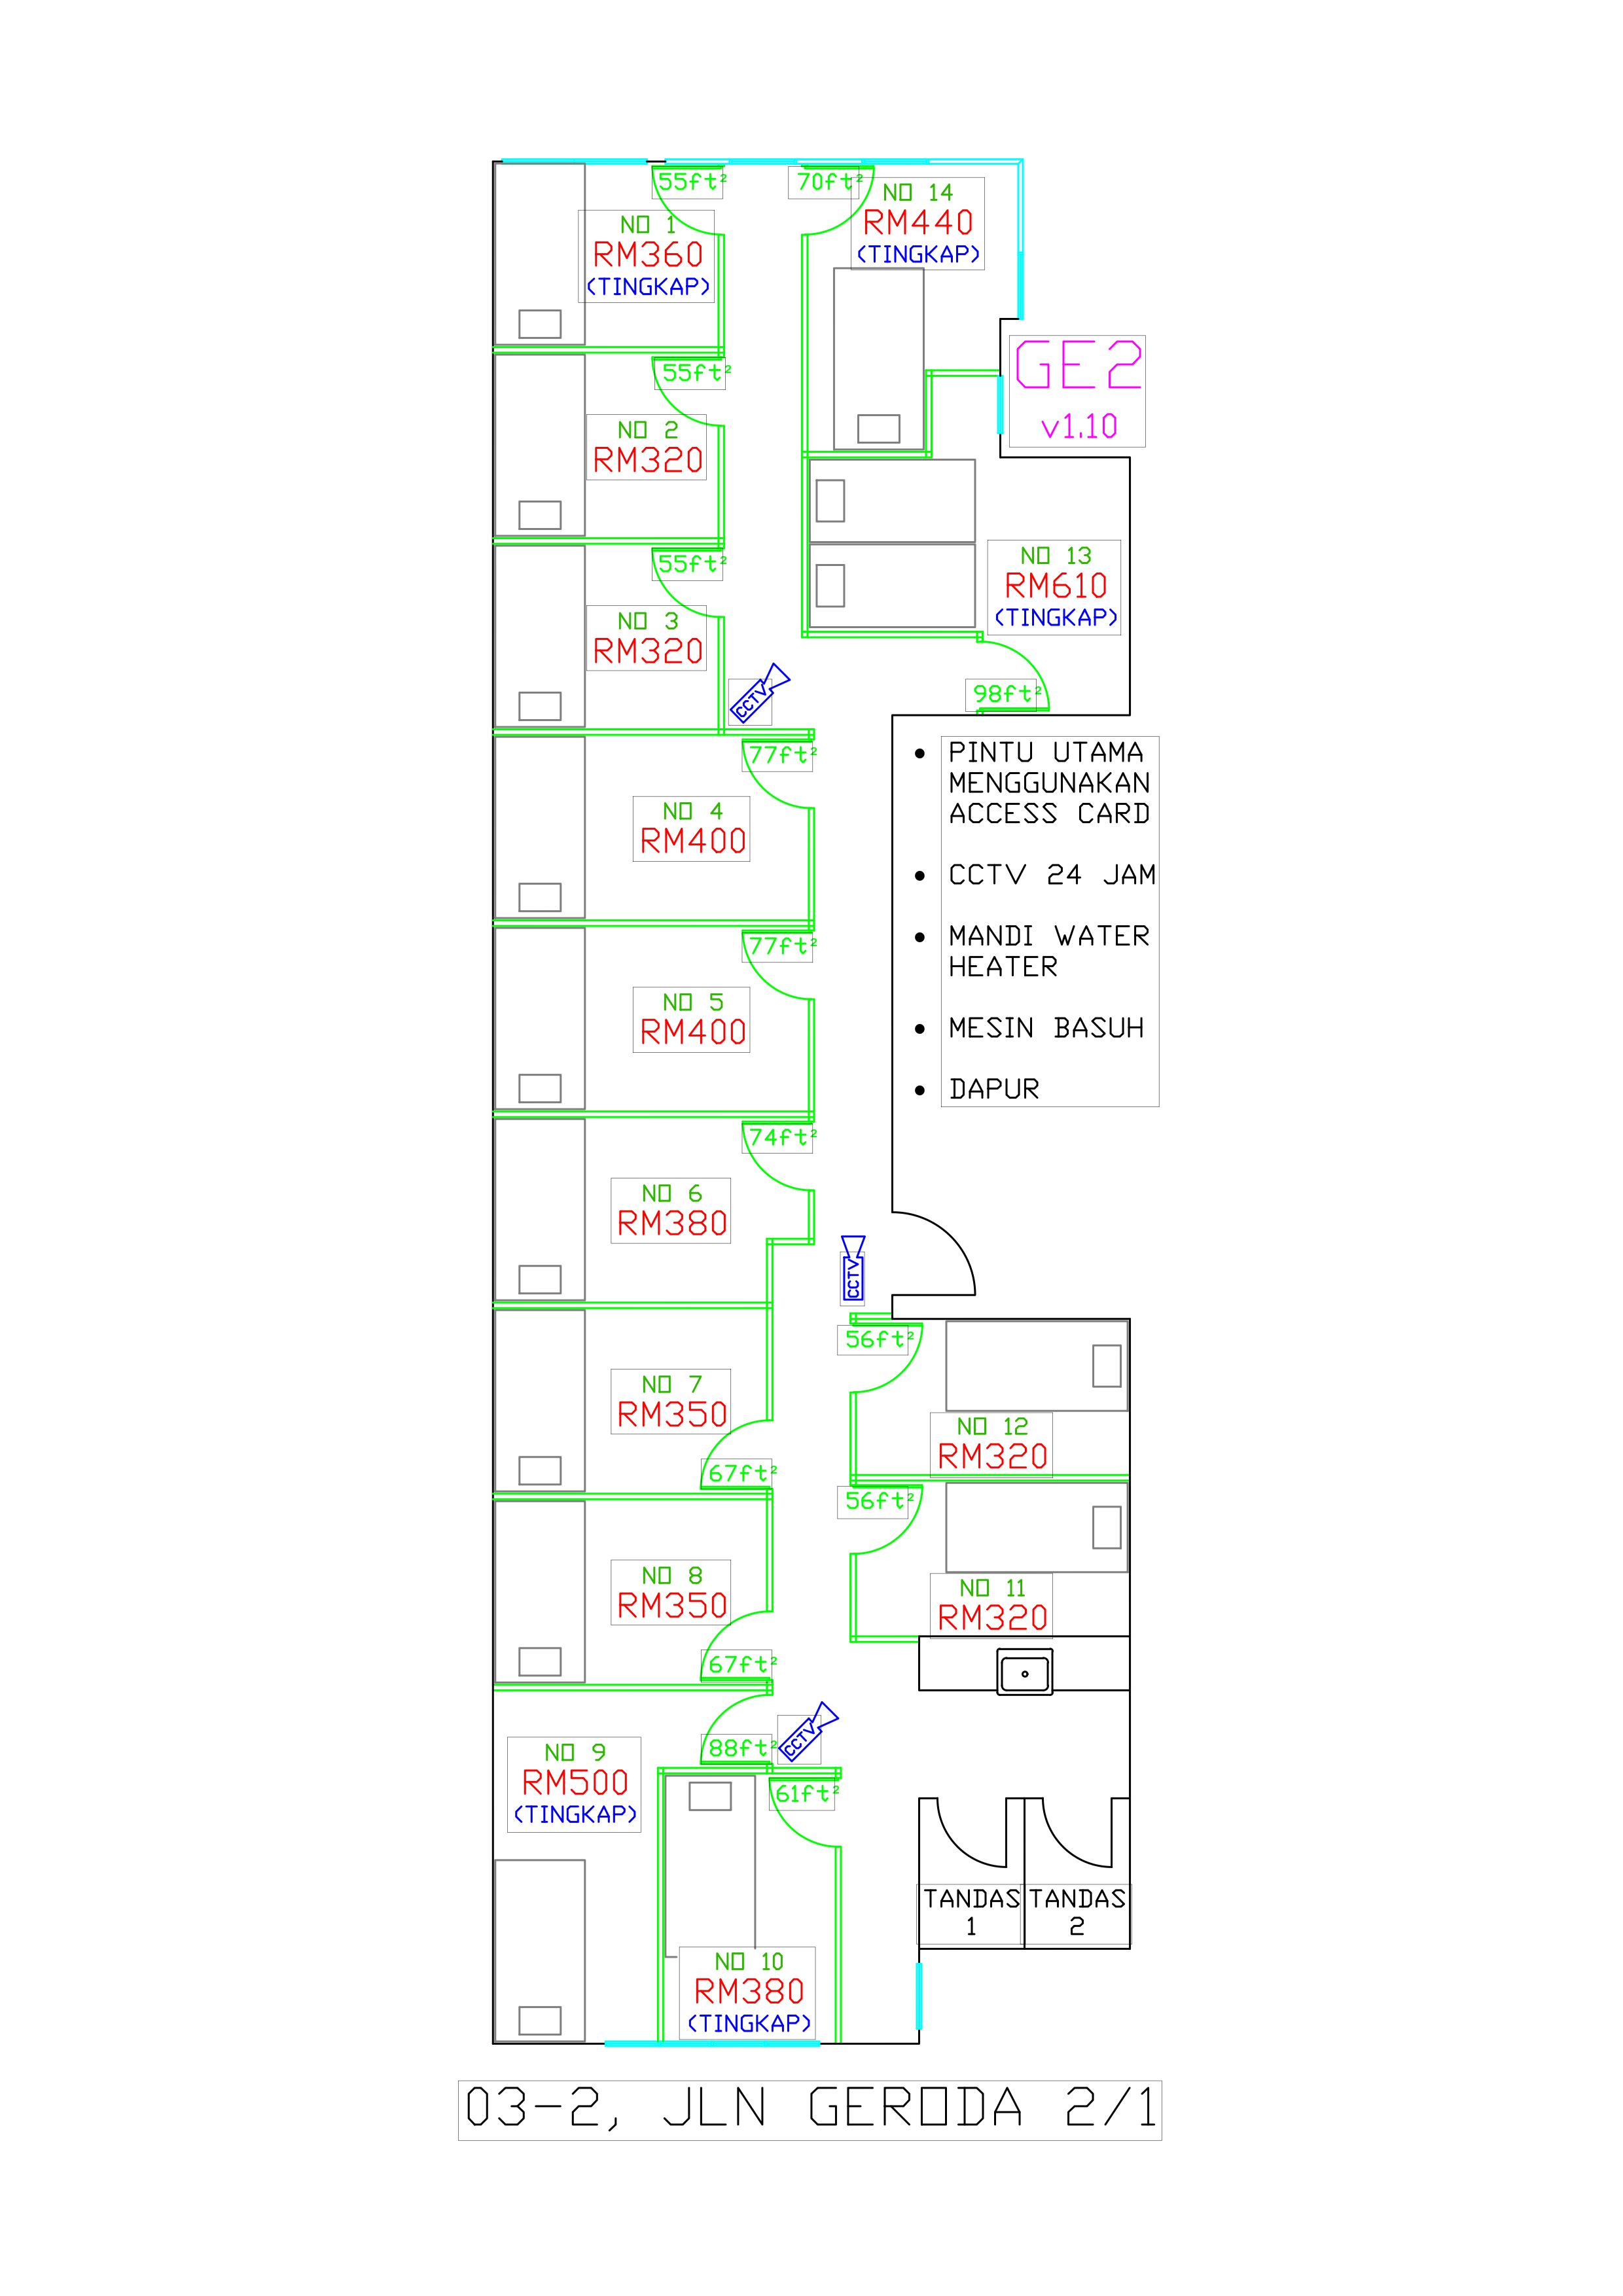 55ft²
70ft²
NO 14
RM440
(TINGKAP)
NO 1
RM360
(TINGKAP)
GE2
v1.10
55ft²
NO 2
RM320
55ft²
NO 13
RM610
(TINGKAP)
NO 3
RM320
98ft²
CCTV
77ft²
NO 4
RM400
• PINTU UTAMA
MENGGUNAKAN
ACCESS CARD
• CCTV 24 JAM
• MANDI WATER
HEATER
• MESIN BASUH
• DAPUR
77ft²
NO 5
RM400
74ft²
NO 6
RM380
CCTV
56ft²
NO 7
RM350
67ft²
NO 12
RM320
56ft²
NO 8
RM350
67ft²
NO 11
RM320
88ft²
CCTV
NO 9
RM500
(TINGKAP)
61ft²
TANDAS
1
TANDAS
2
NO 10
RM380
(TINGKAP)
03-2, JLN GERODA 2/1